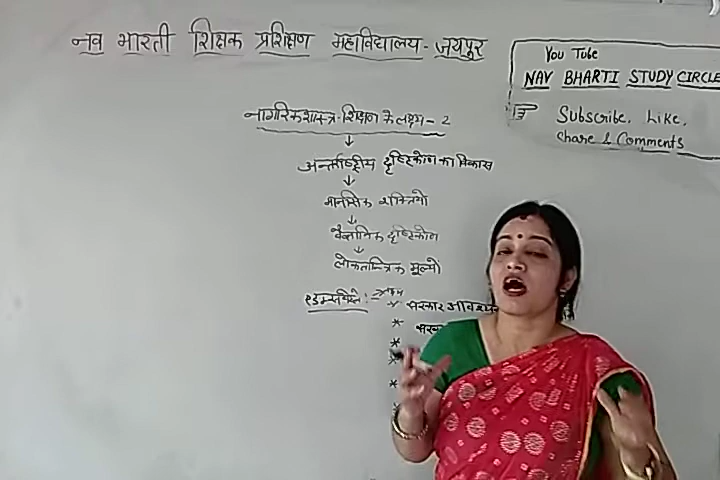 नव भारती शिक्षक प्रशिक्षण महाविद्यालय - जयपुर
You Tube
NAV BHARTI STUDY CIRCLE
Subscribe, Like,
Share & Comments
नागरिकशास्त्र-शिक्षण के लक्ष्य - 2
अन्तर्राष्ट्रीय दृष्टिकोण का विकास
मानसिक शक्तियो
वैज्ञानिक दृष्टिकोण
लोकतान्त्रिक मूल्यो
* सरकार
*
*
*
*